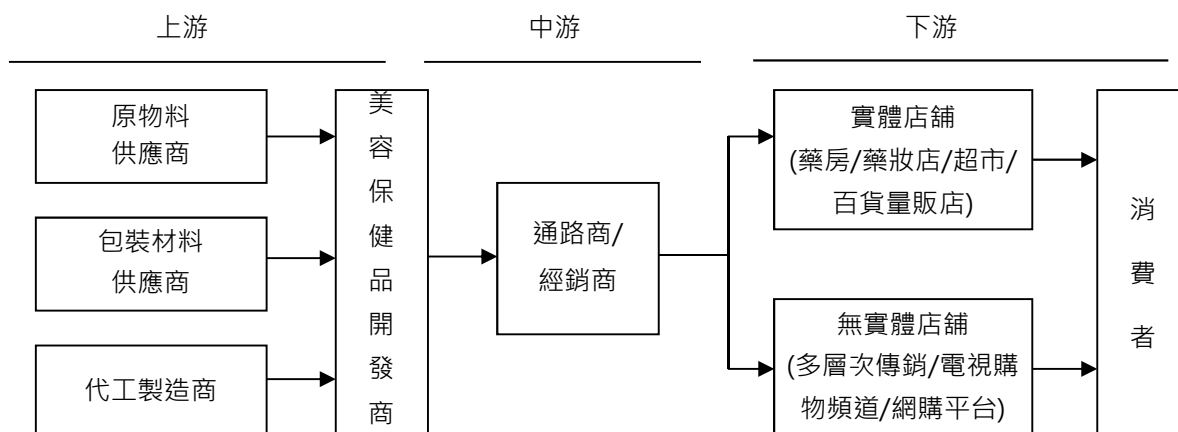 上游
中游
下游
原物料
供應商
包裝材料
供應商
代工製造商
美
容
保
健
品
開
發
商
通路商/
經銷商
實體店舖
(藥房/藥妝店/超市/
百貨量販店)
無實體店舖
(多層次傳銷/電視購
物頻道/網購平台)
消
費
者